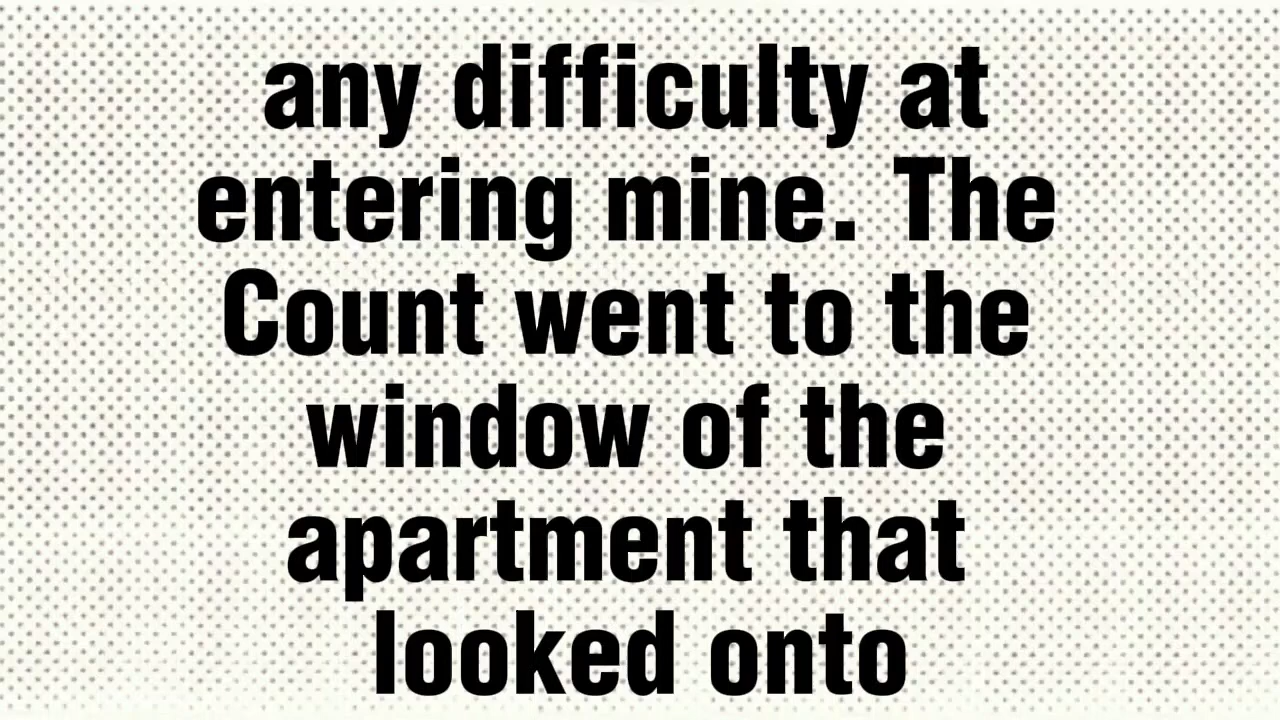 any difficulty at
entering mine. The
Count went to the
window of the
apartment that
looked onto